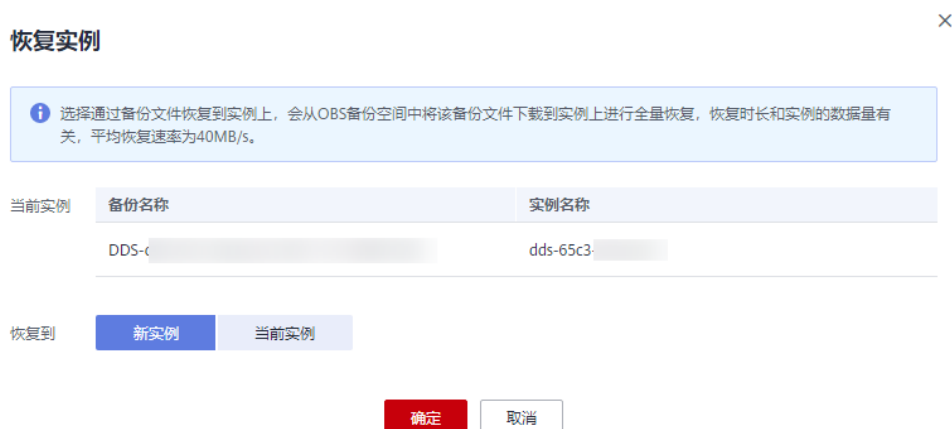 恢复实例
选择通过备份文件恢复到实例上，会从OBS备份空间中将该备份文件下载到实例上进行全量恢复，恢复时长和实例的数据量有
关，平均恢复速率为40MB/s。
当前实例 备份名称 实例名称
DDS- dds-65c3-
恢复到 新实例 当前实例
确定 取消